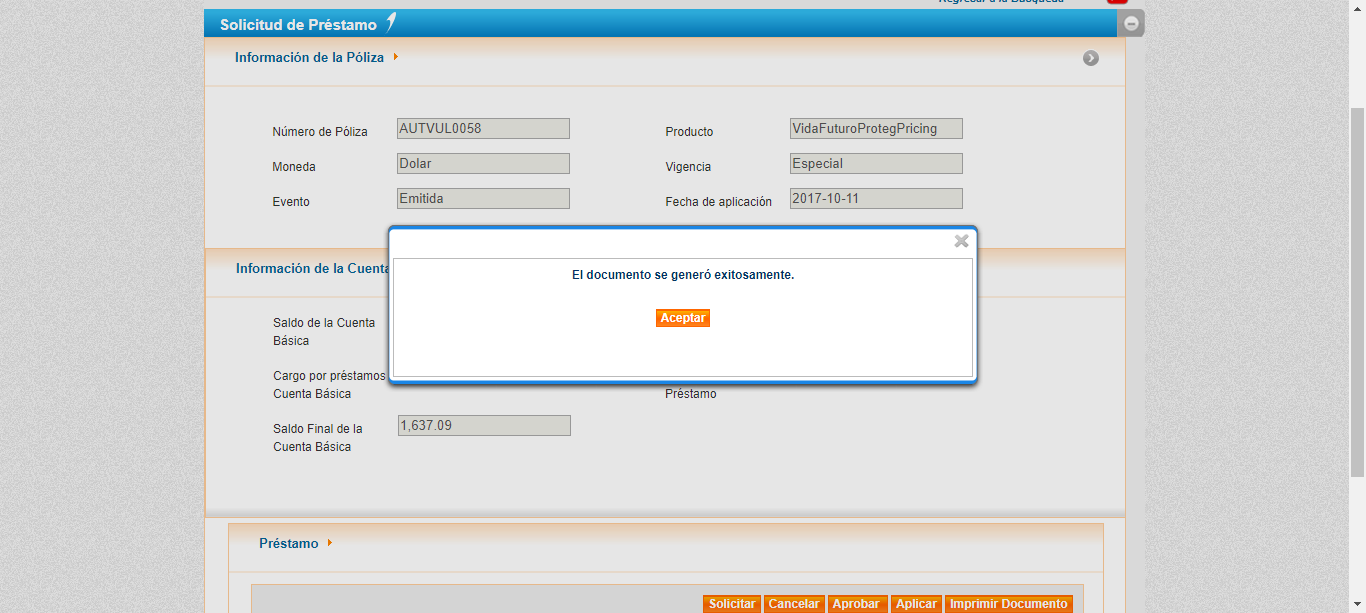 Regresar a la Búsqueda
Solicitud de Préstamo
Información de la Póliza
Número de Póliza AUTVUL0058 Producto VidaFuturoProtegPricing
Moneda Dolar Vigencia Especial
Evento Emitida Fecha de aplicación 2017-10-11
Información de la Cuenta
El documento se generó exitosamente.
Aceptar
Saldo de la Cuenta
Básica
Cargo por préstamos
Cuenta Básica Préstamo
Saldo Final de la 1,637.09
Cuenta Básica
Préstamo
Solicitar Cancelar Aprobar Aplicar Imprimir Documento